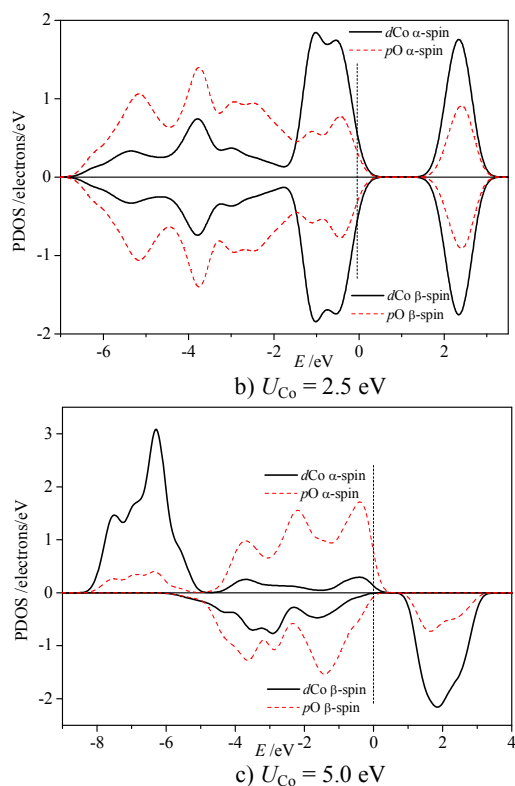 2
dCo α-spin
pO α-spin
1
PDOS /electrons/eV
0
-1
dCo β-spin
pO β-spin
-2
-6 -4 -2 0 2
E /eV
b) U_Co = 2.5 eV
3
dCo α-spin
2
pO α-spin
1
PDOS /electrons/eV
0
-1
-2
dCo β-spin
pO β-spin
-8 -6 -4 -2 0 2 4
E /eV
c) U_Co = 5.0 eV